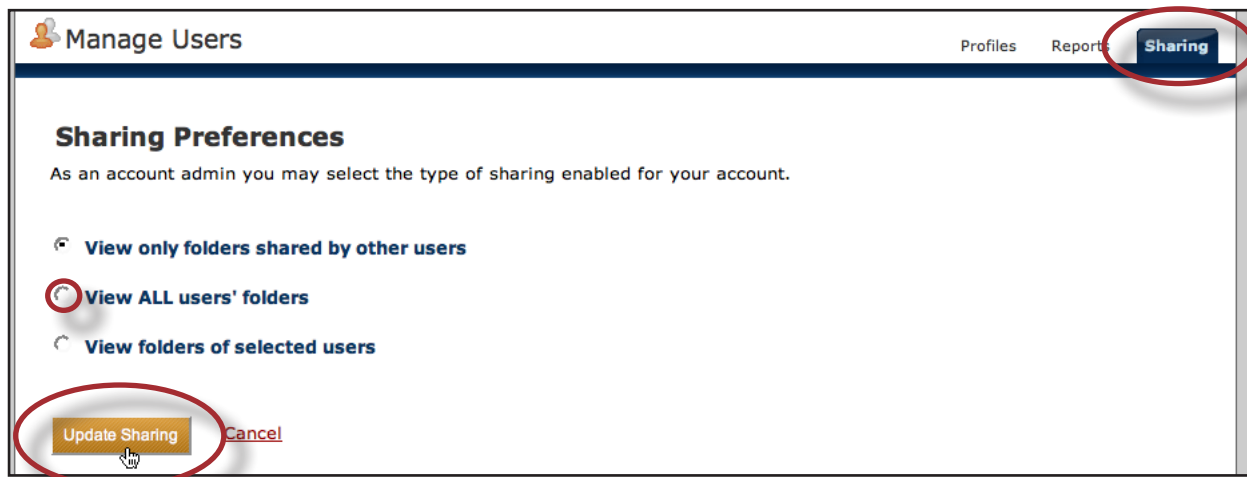 Manage Users
Profiles Reports Sharing
Sharing Preferences
As an account admin you may select the type of sharing enabled for your account.
View only folders shared by other users
View ALL users' folders
View folders of selected users
Update Sharing Cancel